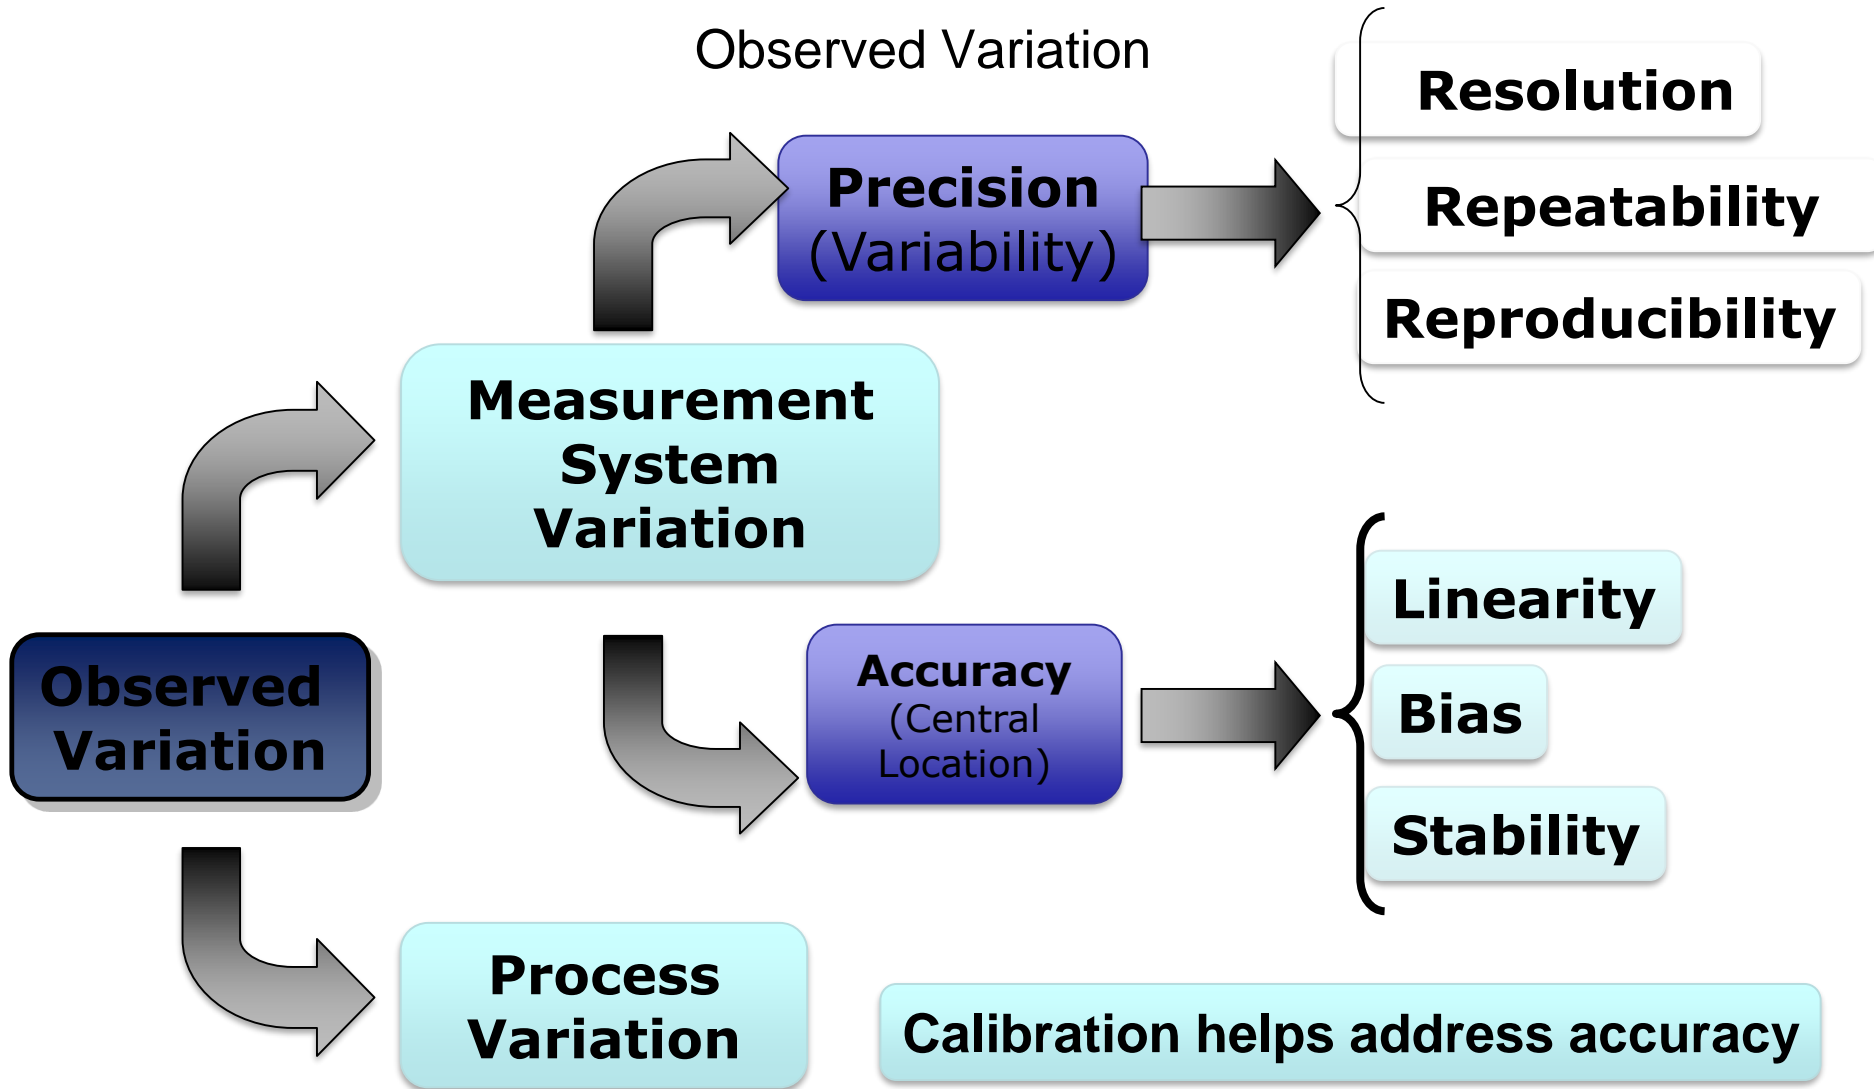 Observed Variation
Resolution
Precision
(Variability)
Repeatability
Reproducibility
Measurement
System
Variation
Linearity
Observed
Variation
Accuracy
(Central
Location)
Bias
Stability
Process
Variation
Calibration helps address accuracy